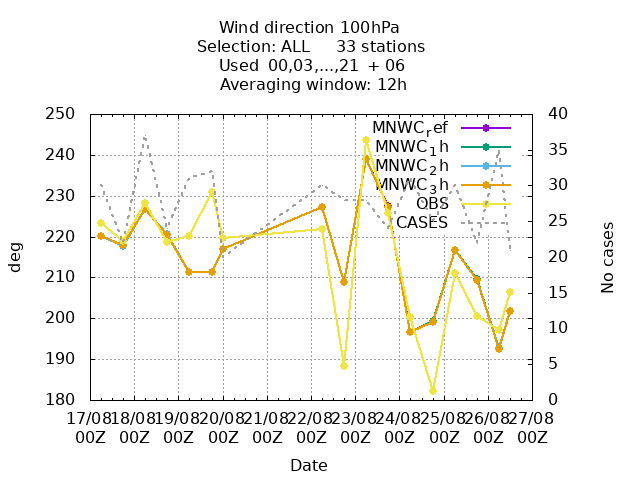 Wind direction 100hPa
Selection: ALL 33 stations
Used 00,03,...,21 + 06
Averaging window: 12h
250
240
230
220
210
200
190
180
deg
40
35
30
25
20
15
10
5
0
No cases
MNWC_ref
MNWC_1h
MNWC_2h
MNWC_3h
OBS
CASES
17/08 18/08 19/08 20/08 21/08 22/08 23/08 24/08 25/08 26/08 27/08
00Z 00Z 00Z 00Z 00Z 00Z 00Z 00Z 00Z 00Z 00Z
Date